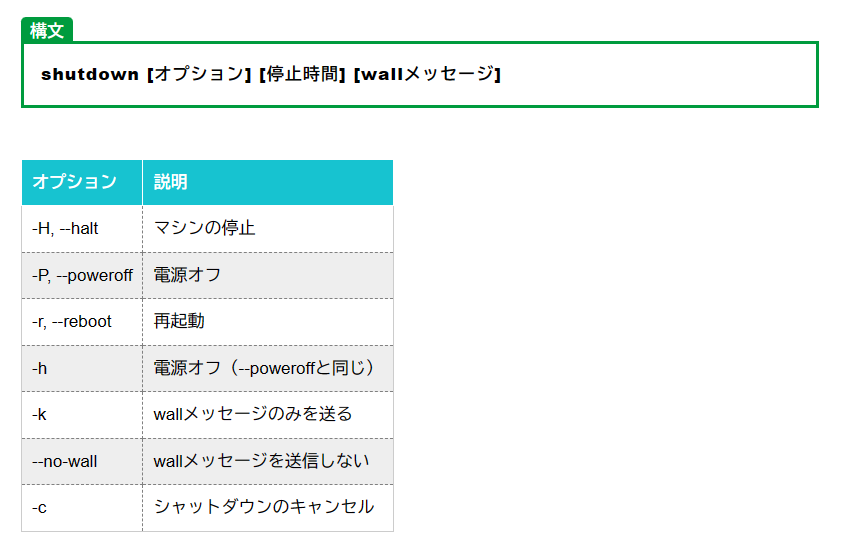 構文
shutdown [オプション] [停止時間] [wallメッセージ]
オプション 説明
-H, --halt マシンの停止
-P, --poweroff 電源オフ
-r, --reboot 再起動
-h 電源オフ（--poweroffと同じ）
-k wallメッセージのみを送る
--no-wall wallメッセージを送信しない
-c シャットダウンのキャンセル